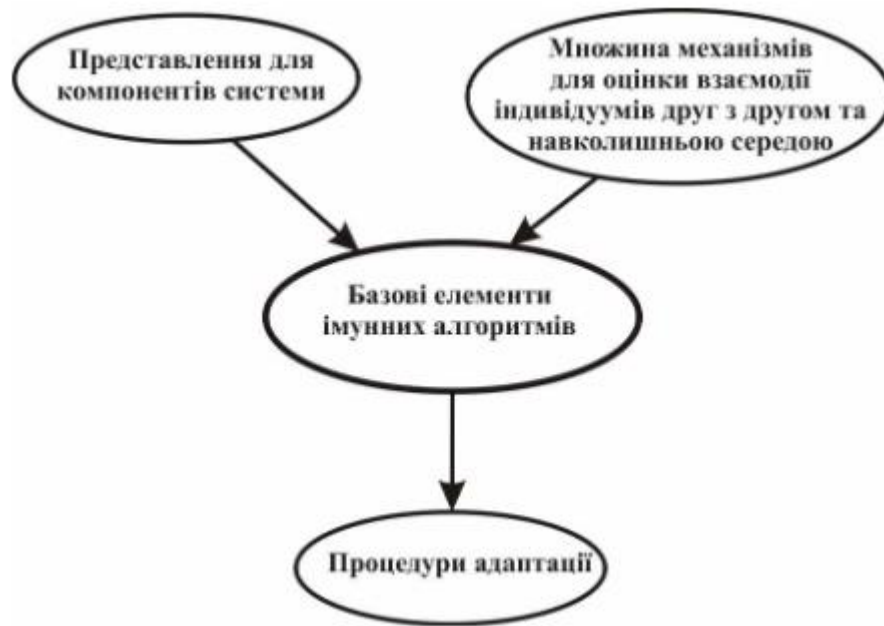 Представлення для
компонентів системи
Множина механізмів
для оцінки взаємодії
індивідуумів друг з другом та
навколишньою середою
Базові елементи
імунних алгоритмів
Процедури адаптації